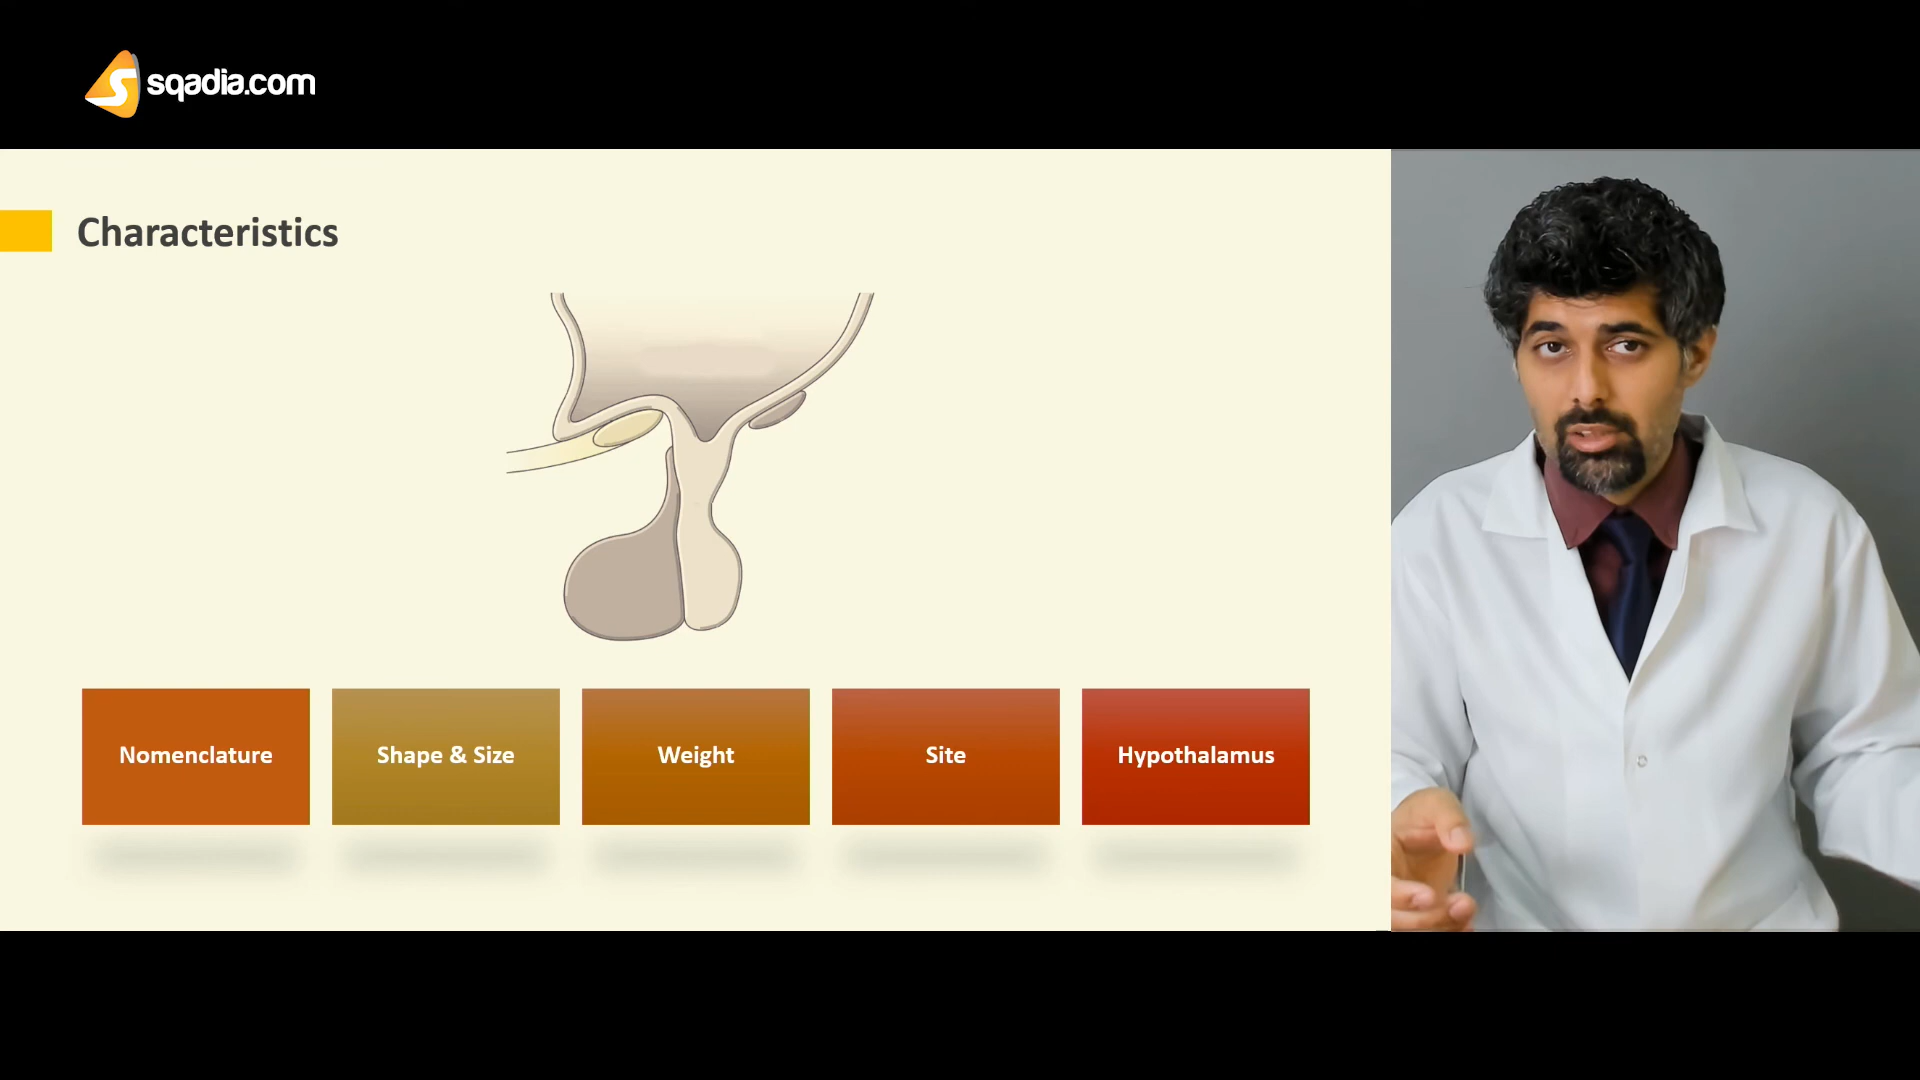 sqadia.com
Characteristics
Nomenclature
Shape & Size
Weight
Site
Hypothalamus